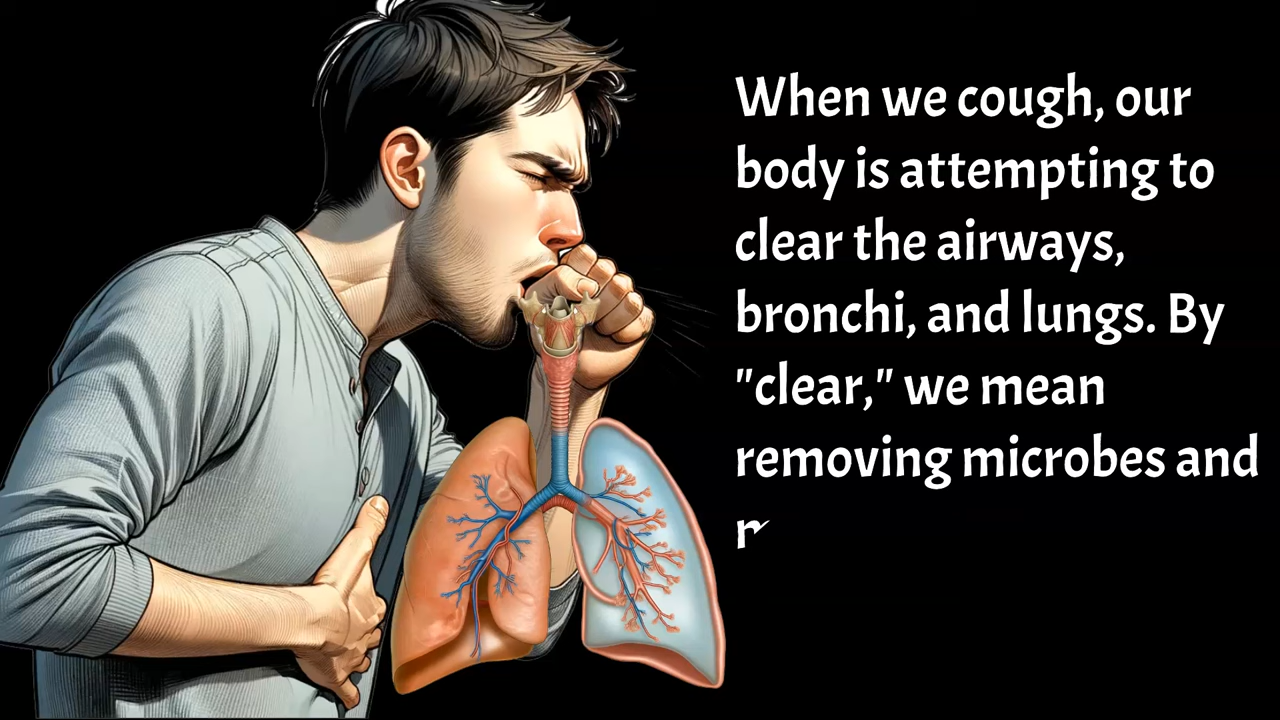 When we cough, our
body is attempting to
clear the airways,
bronchi, and lungs. By
"clear," we mean
removing microbes and